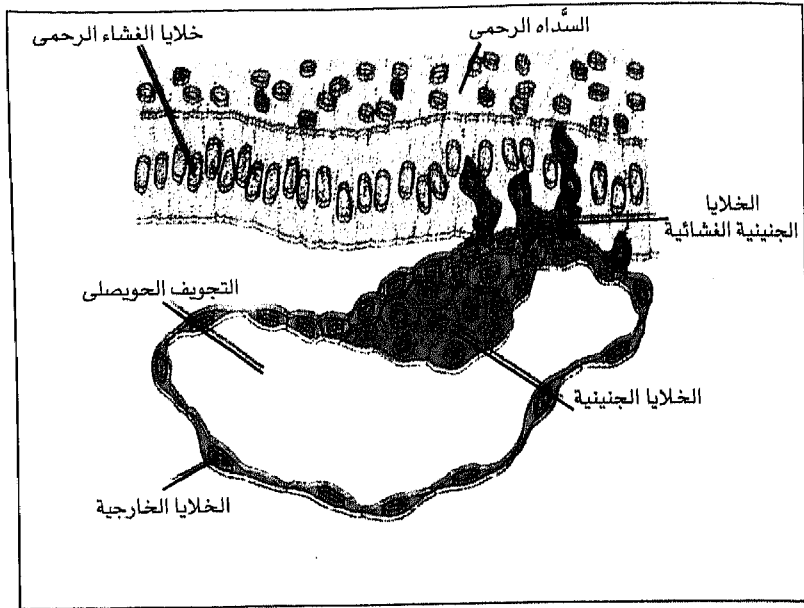 السَّداه الرحمى
خلايا الغشاء الرحمى
الخلايا
الجنينية الغشائية
التجويف الحويصلى
الخلايا الجنينية
الخلايا الخارجية